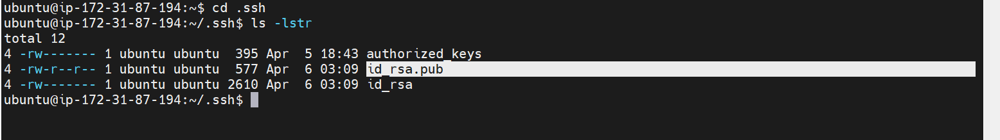 ubuntu@ip-172-31-87-194:~$ cd .ssh
ubuntu@ip-172-31-87-194:~/.ssh$ ls -lstr
total 12
4 -rw------- 1 ubuntu ubuntu  395 Apr  5 18:43 authorized_keys
4 -rw-r--r-- 1 ubuntu ubuntu  577 Apr  6 03:09 id_rsa.pub
4 -rw------- 1 ubuntu ubuntu 2610 Apr  6 03:09 id_rsa
ubuntu@ip-172-31-87-194:~/.ssh$